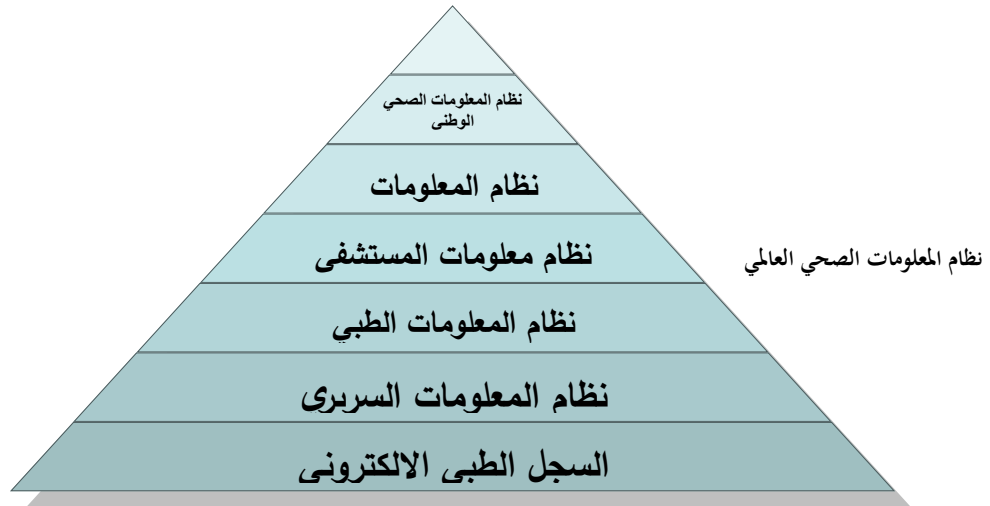 نظام المعلومات الصحي
الوطنى
نظام المعلومات
نظام معلومات المستشفى
نظام المعلومات الصحي العالمي
نظام المعلومات الطبي
نظام المعلومات السريرى
السجل الطبى الالكترونى